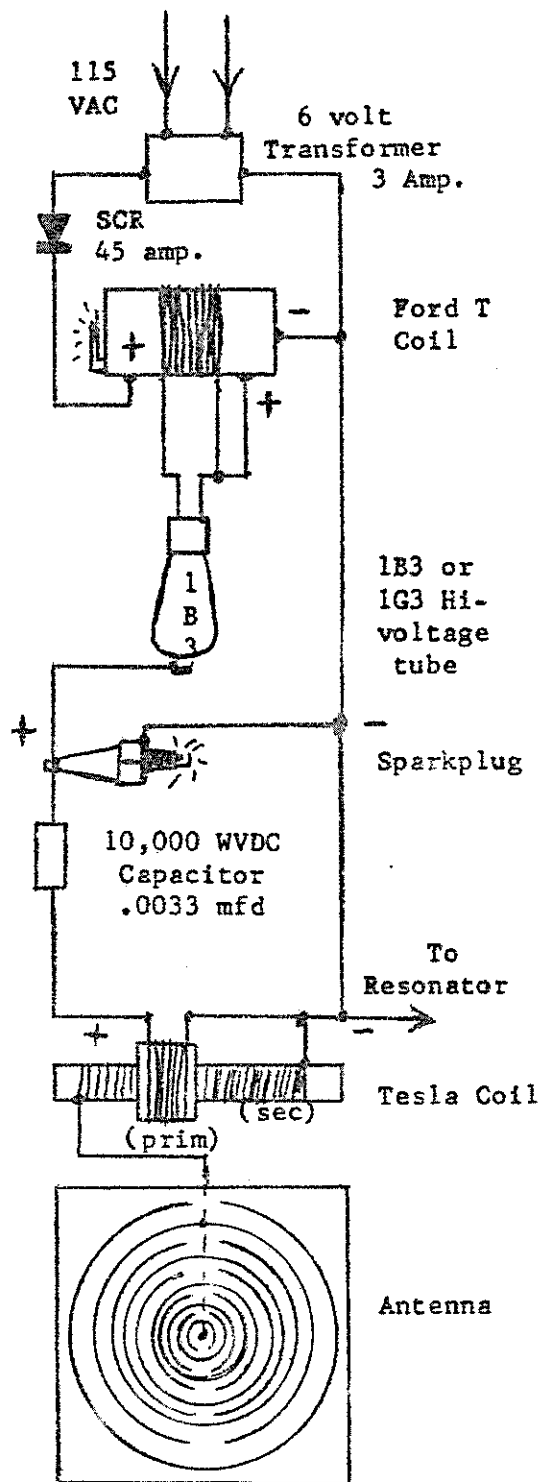 115
VAC
6 volt
Transformer
3 Amp.
SCR
45 amp.
-
+
Ford T
Coil
+
1
B
3
1B3 or
1G3 Hi-
voltage
tube
+
-
Sparkplug
10,000 WVDC
Capacitor
.0033 mfd
To
Resonator
+
-
Tesla Coil
(sec)
(prim)
Antenna